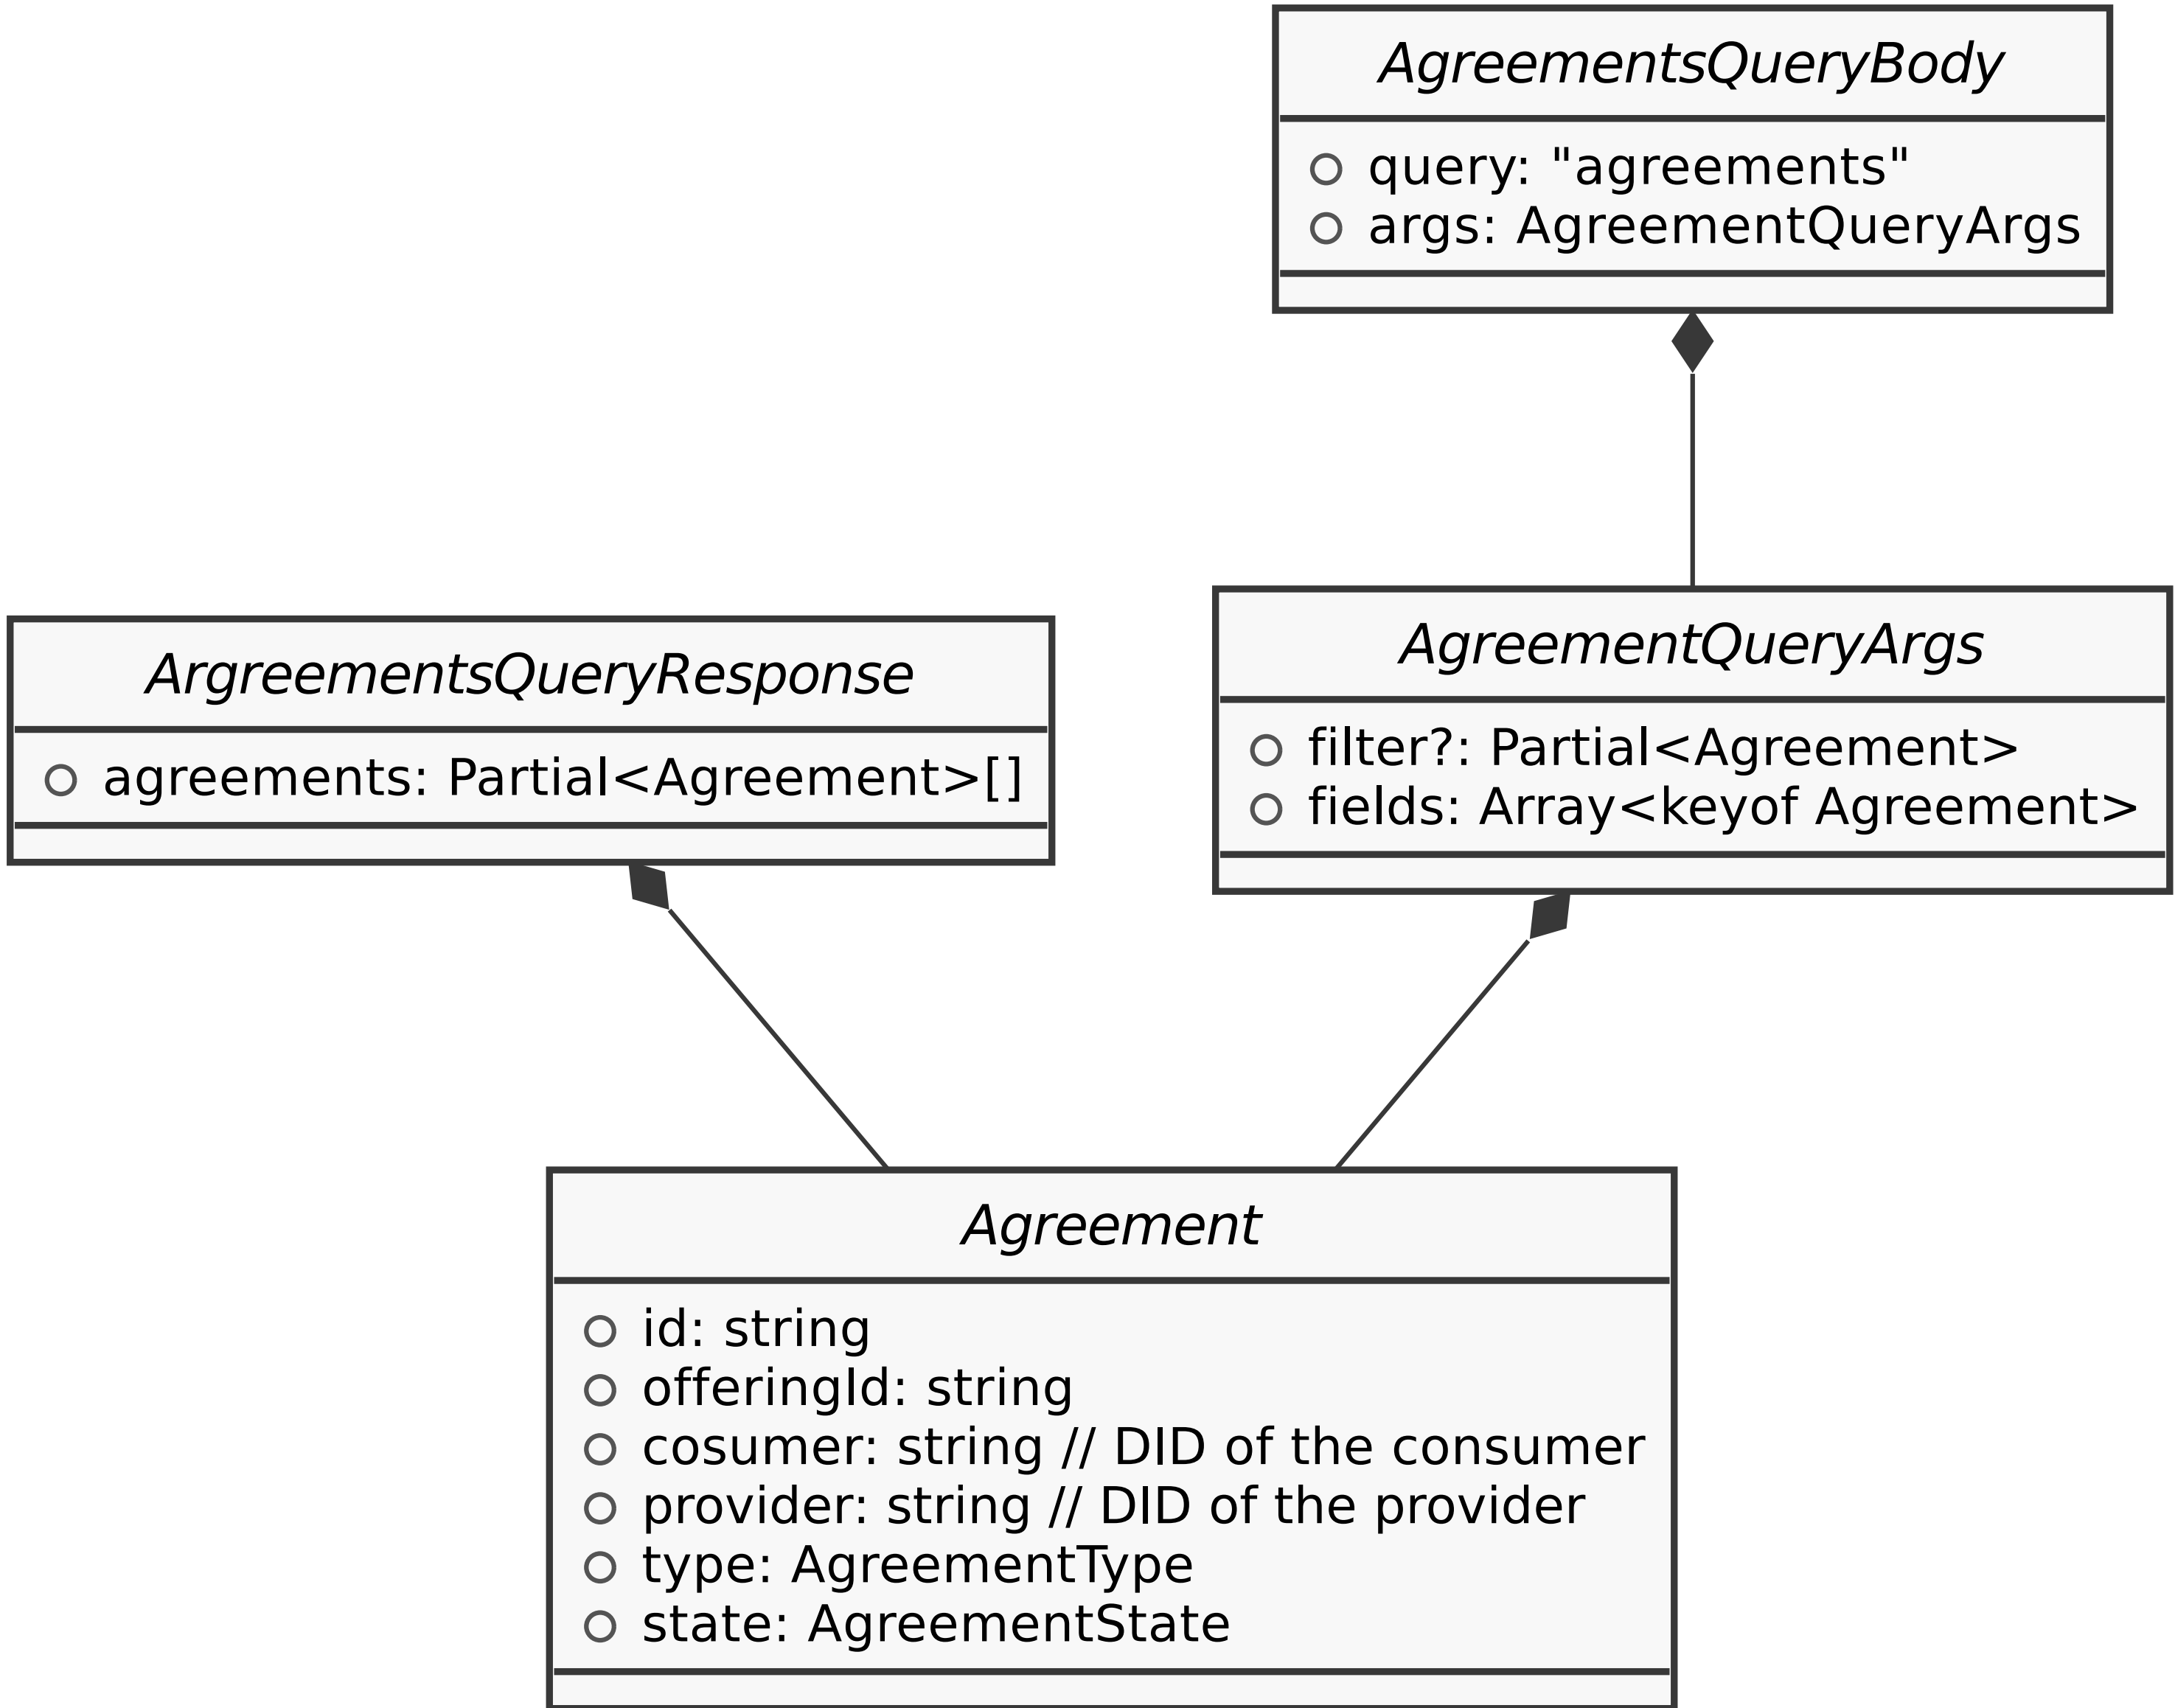 AgreementsQueryBody
query: "agreements"
args: AgreementQueryArgs
ArgreementsQueryResponse
agreements: Partial<Agreement>[]
AgreementQueryArgs
filter?: Partial<Agreement>
fields: Array<keyof Agreement>
Agreement
id: string
offeringId: string
cosumer: string // DID of the consumer
provider: string // DID of the provider
type: AgreementType
state: AgreementState